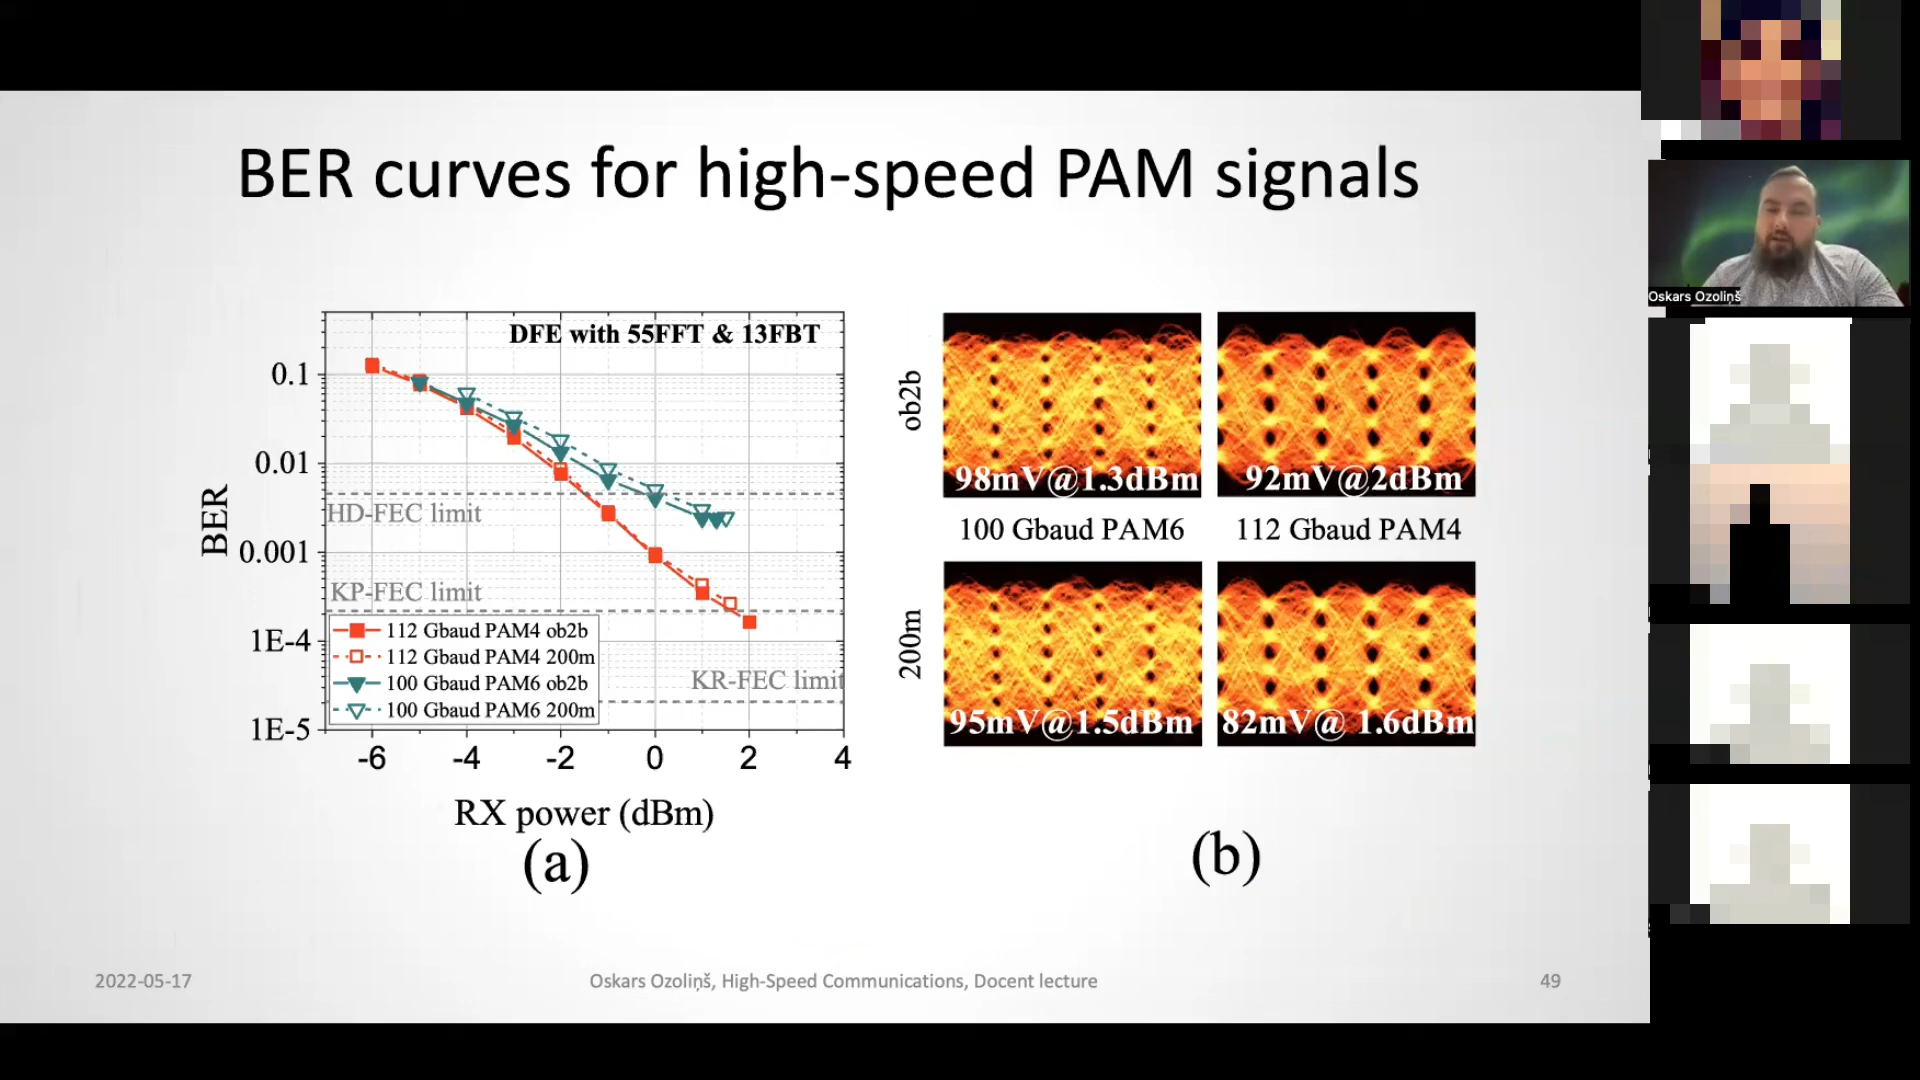 BER curves for high-speed PAM signals
DFE with 55FFT & 13FBT
0.1
0.01
0.001
1E-4
1E-5
BER
HD-FEC limit
KP-FEC limit
KR-FEC limit
112 Gbaud PAM4 ob2b
112 Gbaud PAM4 200m
100 Gbaud PAM6 ob2b
100 Gbaud PAM6 200m
-6 -4 -2 0 2 4
RX power (dBm)
(a)
ob2b
98mV@1.3dBm
92mV@2dBm
100 Gbaud PAM6
112 Gbaud PAM4
200m
95mV@1.5dBm
82mV@ 1.6dBm
(b)
2022-05-17
Oskars Ozoliņš, High-Speed Communications, Docent lecture
49
Oskars Ozoliņš